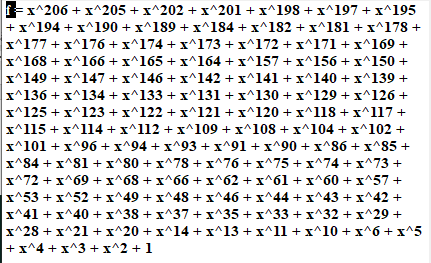 f = x^206 + x^205 + x^202 + x^201 + x^198 + x^197 + x^195
+ x^194 + x^190 + x^189 + x^184 + x^182 + x^181 + x^178 +
x^177 + x^176 + x^174 + x^173 + x^172 + x^171 + x^169 +
x^168 + x^166 + x^165 + x^164 + x^157 + x^156 + x^150 +
x^149 + x^147 + x^146 + x^142 + x^141 + x^140 + x^139 +
x^136 + x^134 + x^133 + x^131 + x^130 + x^129 + x^126 +
x^125 + x^123 + x^122 + x^121 + x^120 + x^118 + x^117 +
x^115 + x^114 + x^112 + x^109 + x^108 + x^104 + x^102 +
x^101 + x^96 + x^94 + x^93 + x^91 + x^90 + x^86 + x^85 +
x^84 + x^81 + x^80 + x^78 + x^76 + x^75 + x^74 + x^73 +
x^72 + x^69 + x^68 + x^66 + x^62 + x^61 + x^60 + x^57 +
x^53 + x^52 + x^49 + x^48 + x^46 + x^44 + x^43 + x^42 +
x^41 + x^40 + x^38 + x^37 + x^35 + x^33 + x^32 + x^29 +
x^28 + x^21 + x^20 + x^14 + x^13 + x^11 + x^10 + x^6 + x^5
+ x^4 + x^3 + x^2 + 1